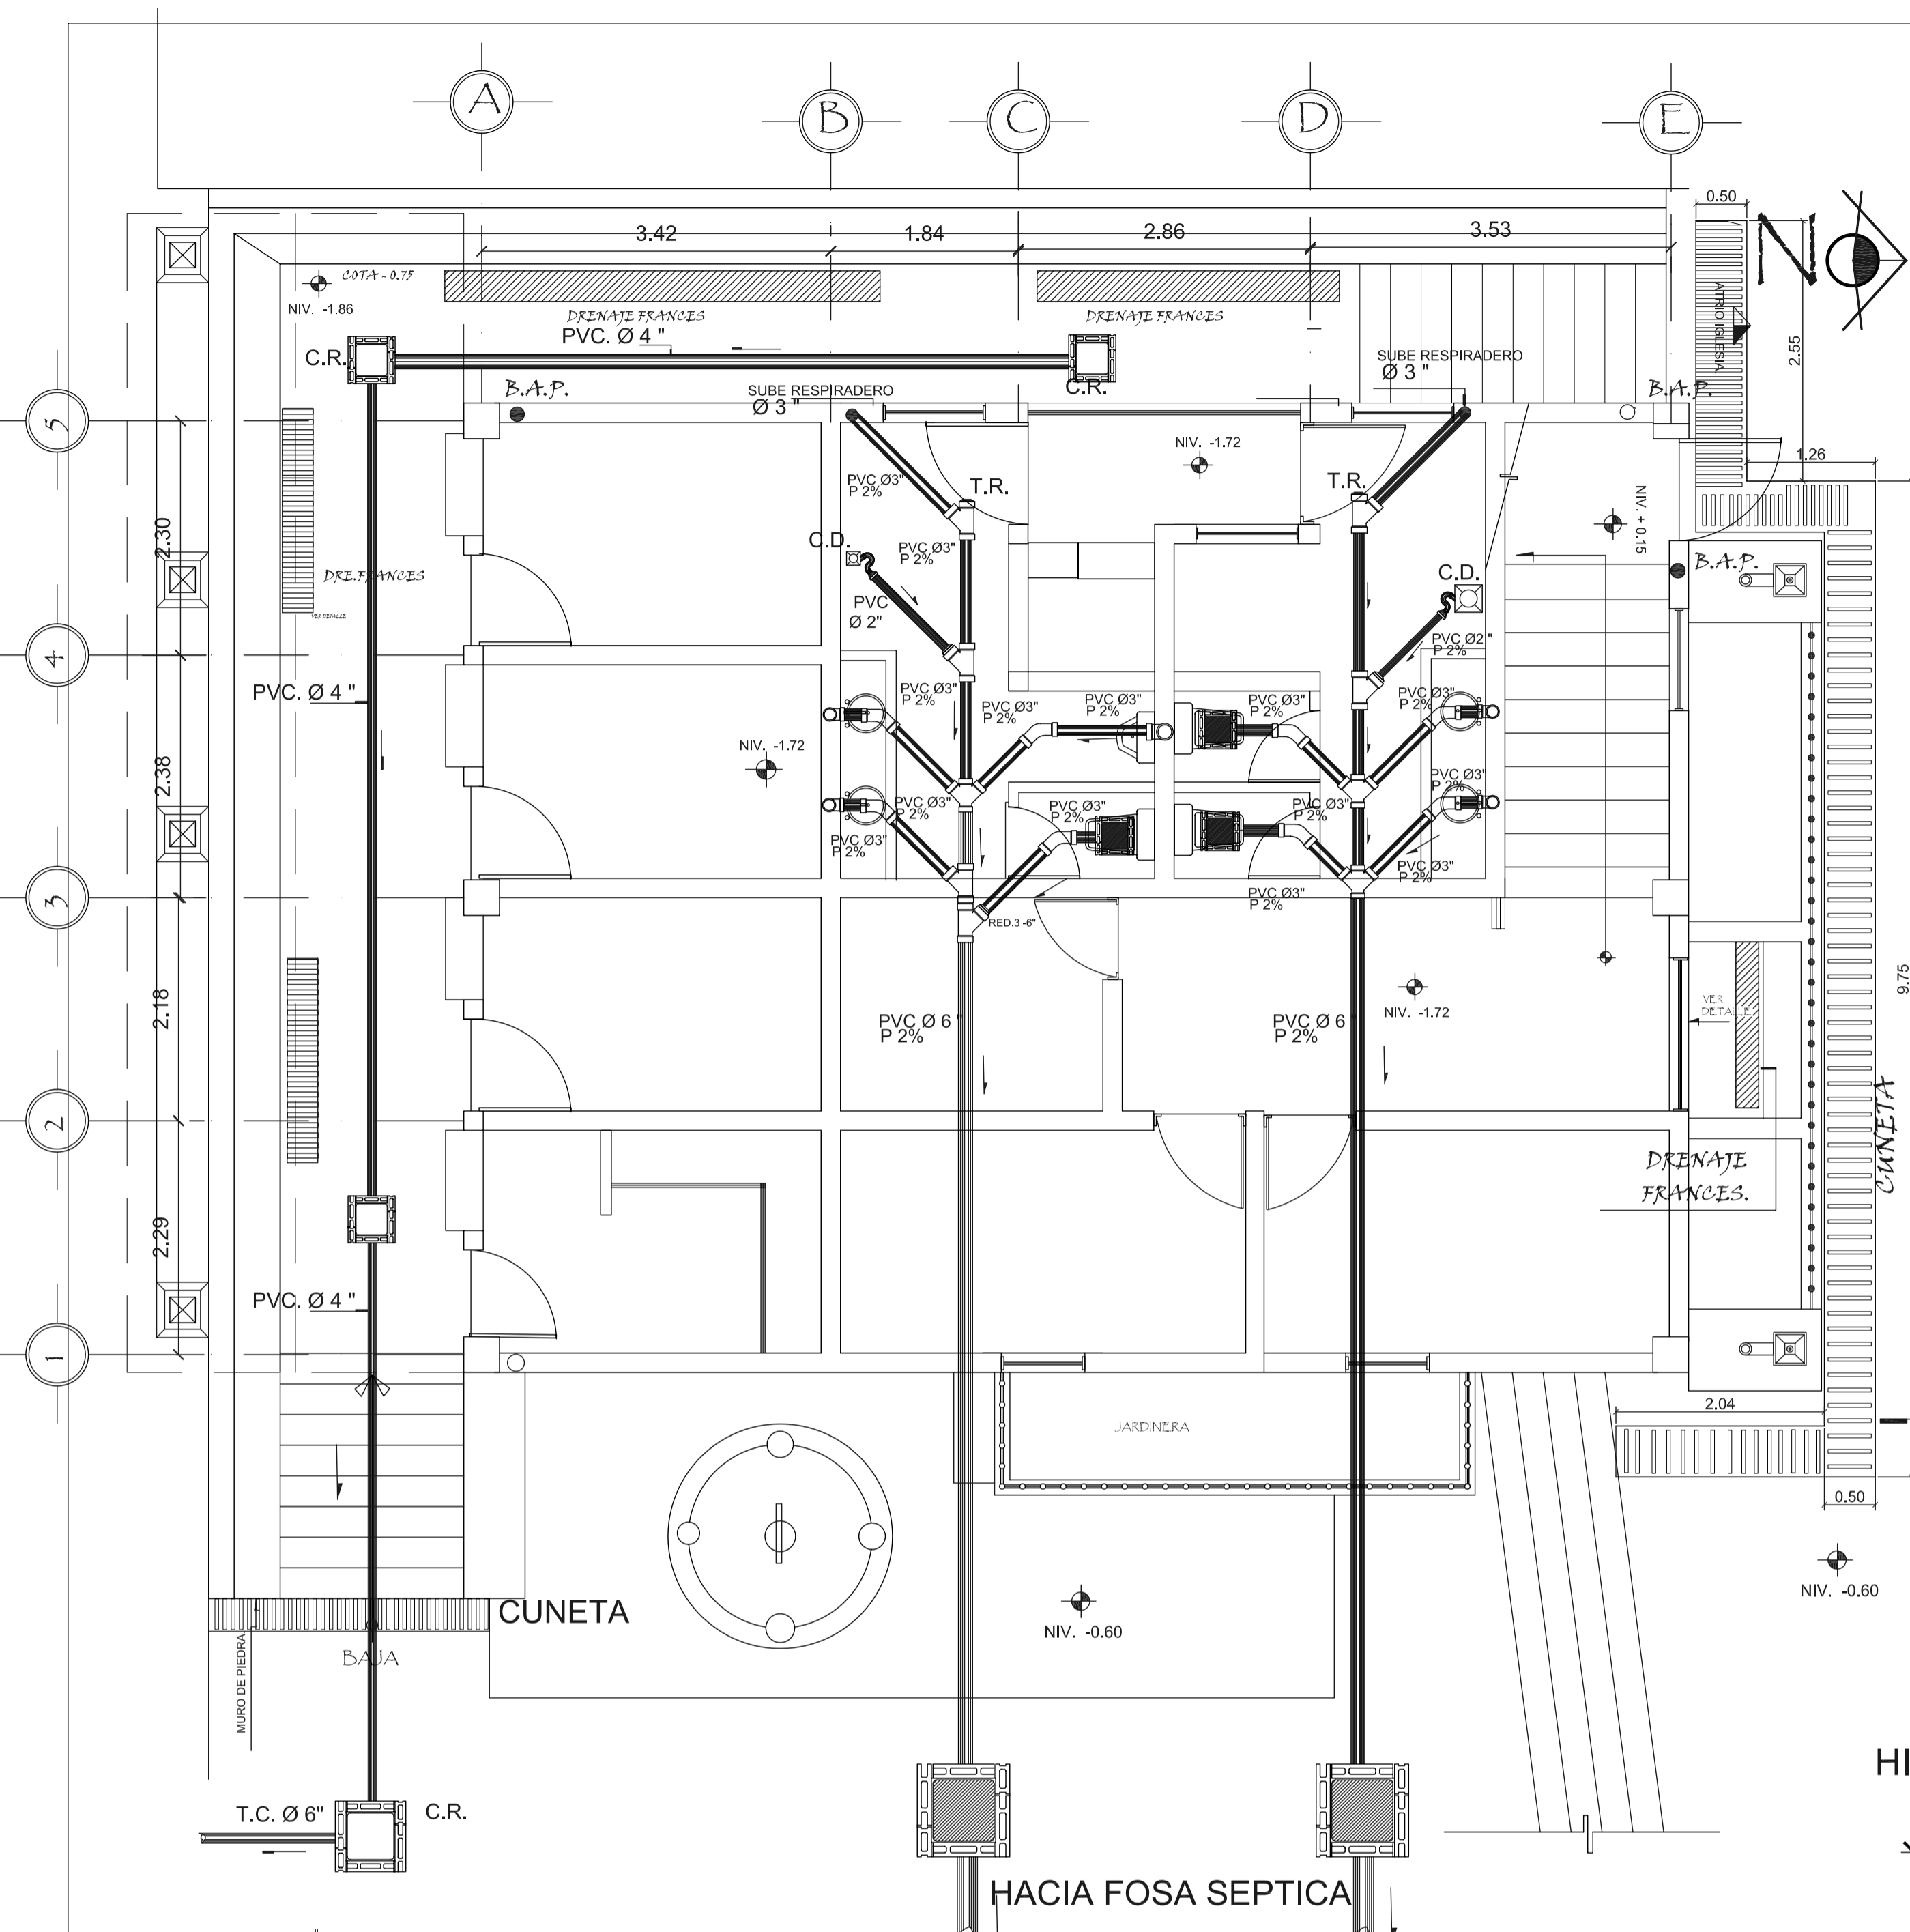 A
B
C
D
E
0.50
3.42
1.84
2.86
3.53
N
COTA - 0.75
NIV. -1.86
DRENAJE FRANCES
DRENAJE FRANCES
ATRIO IGLESIA.
2.55
PVC. Ø 4 "
C.R.
C.R.
SUBE RESPIRADERO
Ø 3 "
B.A.P.
SUBE RESPIRADERO
Ø 3 "
B.A.P.
5
NIV. -1.72
1.26
PVC Ø3"
P 2%
T.R.
T.R.
NIV. + 0.15
2.30
C.D.
PVC Ø3"
P 2%
B.A.P.
DRE.FRANCES
VER DETALLE
C.D.
PVC
Ø 2"
PVC Ø2 "
P 2%
4
PVC. Ø 4 "
PVC Ø3"
P 2%
PVC Ø3"
P 2%
PVC Ø3"
P 2%
PVC Ø3"
P 2%
PVC Ø3"
P 2%
NIV. -1.72
2.38
PVC Ø3"
P 2%
PVC Ø3"
P 2%
PVC Ø3"
P 2%
PVC Ø3"
P 2%
PVC Ø3"
P 2%
PVC Ø3"
P 2%
3
PVC Ø3"
P 2%
RED.3 -6"
9.75
2.18
PVC Ø 6 "
P 2%
PVC Ø 6
P 2%
NIV. -1.72
VER
DETALLE
2
CUNETA
DRENAJE
FRANCES.
2.29
PVC. Ø 4 "
1
2.04
JARDINERA
0.50
NIV. -0.60
CUNETA
NIV. -0.60
BAJA
MURO DE PIEDRA.
HI
T.C. Ø 6"
C.R.
HACIA FOSA SEPTICA